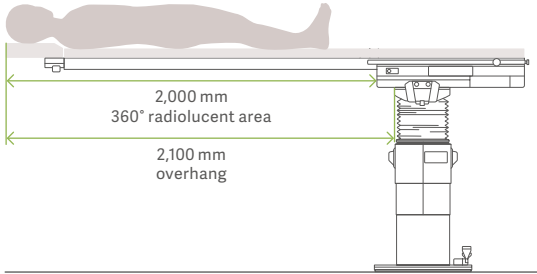 2,000 mm
360° radiolucent area
2,100 mm
overhang